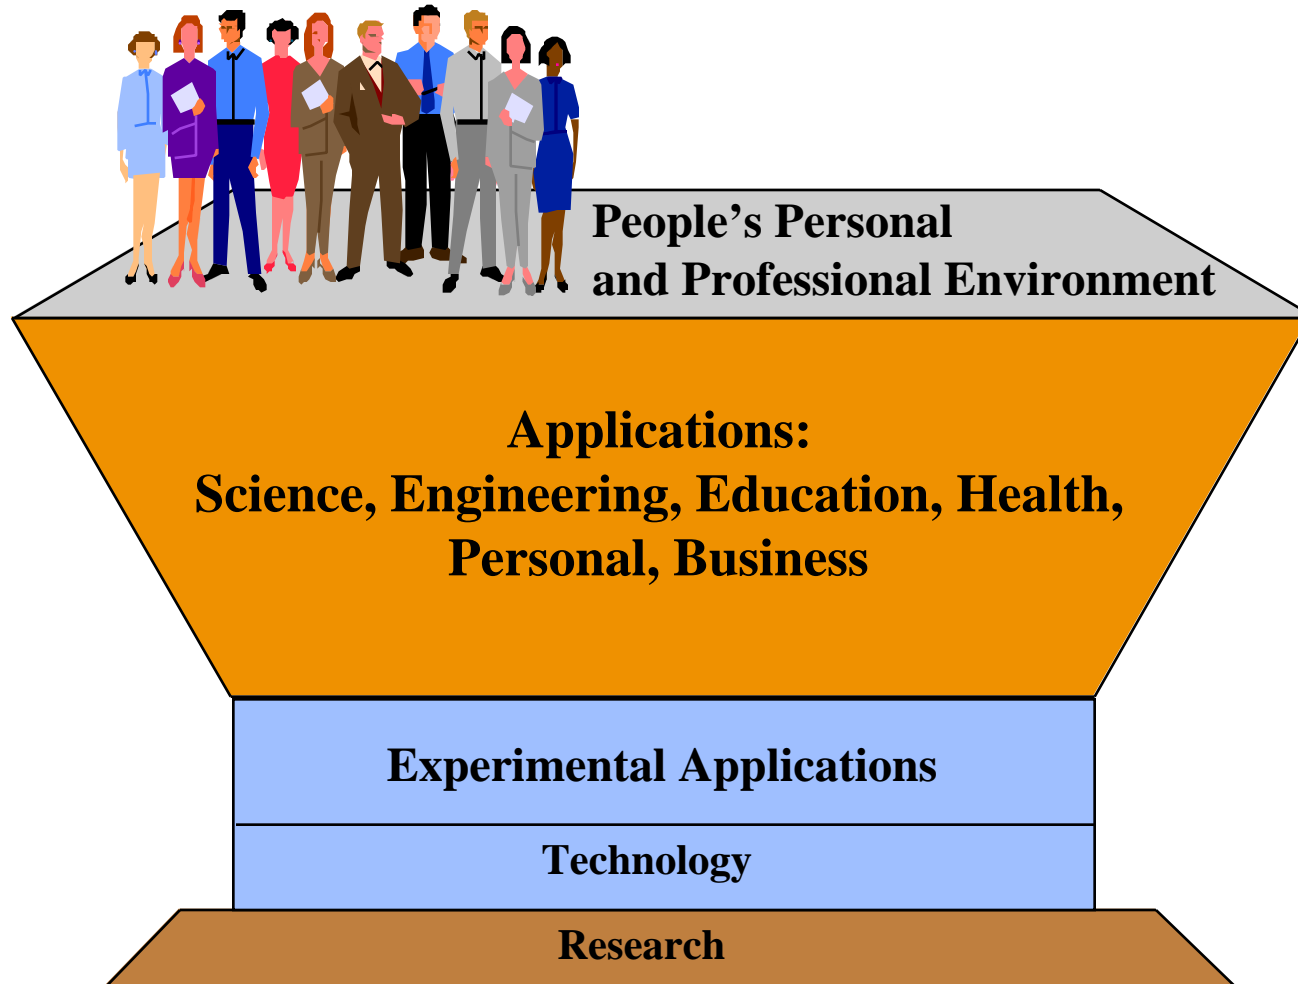 People’s Personal
and Professional Environment
Applications:
Science, Engineering, Education, Health,
Personal, Business
Experimental Applications
Technology
Research